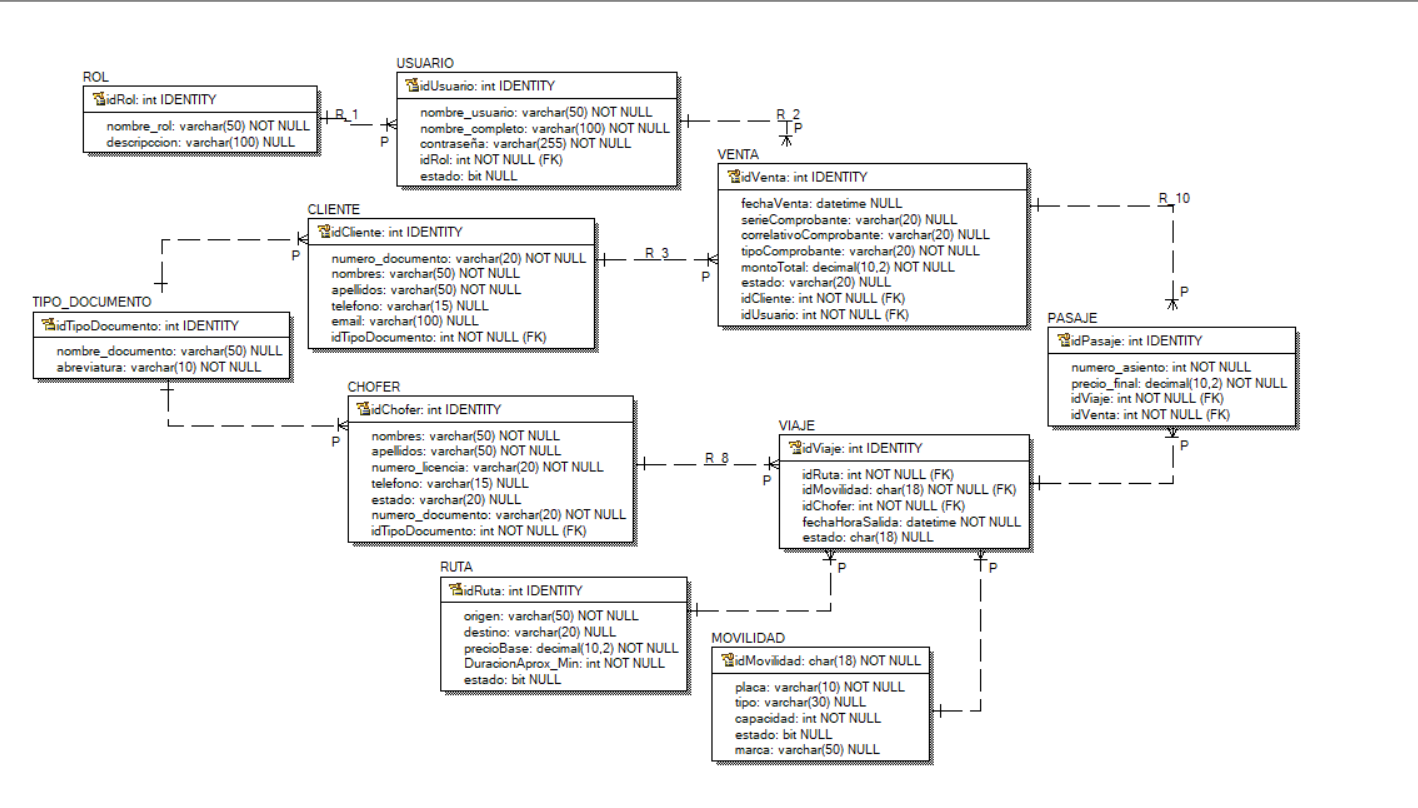 ROL
idRol: int IDENTITY
nombre_rol: varchar(50) NOT NULL
descripccion: varchar(100) NULL
R_1
P
USUARIO
idUsuario: int IDENTITY
nombre_usuario: varchar(50) NOT NULL
nombre_completo: varchar(100) NOT NULL
contraseña: varchar(255) NOT NULL
idRol: int NOT NULL (FK)
estado: bit NULL
R_2
P
VENTA
idVenta: int IDENTITY
fechaVenta: datetime NULL
serieComprobante: varchar(20) NULL
correlativoComprobante: varchar(20) NULL
tipoComprobante: varchar(20) NOT NULL
montoTotal: decimal(10,2) NOT NULL
estado: varchar(20) NULL
idCliente: int NOT NULL (FK)
idUsuario: int NOT NULL (FK)
R_10
P
CLIENTE
idCliente: int IDENTITY
numero_documento: varchar(20) NOT NULL
nombres: varchar(50) NOT NULL
apellidos: varchar(50) NOT NULL
telefono: varchar(15) NULL
email: varchar(100) NULL
idTipoDocumento: int NOT NULL (FK)
P
R_3
P
TIPO_DOCUMENTO
idTipoDocumento: int IDENTITY
nombre_documento: varchar(50) NULL
abreviatura: varchar(10) NOT NULL
P
PASAJE
idPasaje: int IDENTITY
numero_asiento: int NOT NULL
precio_final: decimal(10,2) NOT NULL
idViaje: int NOT NULL (FK)
idVenta: int NOT NULL (FK)
P
CHOFER
idChofer: int IDENTITY
nombres: varchar(50) NOT NULL
apellidos: varchar(50) NOT NULL
numero_licencia: varchar(20) NOT NULL
telefono: varchar(15) NULL
estado: varchar(20) NULL
numero_documento: varchar(20) NOT NULL
idTipoDocumento: int NOT NULL (FK)
R_8
P
VIAJE
idViaje: int IDENTITY
idRuta: int NOT NULL (FK)
idMovilidad: char(18) NOT NULL (FK)
idChofer: int NOT NULL (FK)
fechaHoraSalida: datetime NOT NULL
estado: char(18) NULL
P
P
RUTA
idRuta: int IDENTITY
origen: varchar(50) NOT NULL
destino: varchar(20) NULL
precioBase: decimal(10,2) NOT NULL
DuracionAprox_Min: int NOT NULL
estado: bit NULL
MOVILIDAD
idMovilidad: char(18) NOT NULL
placa: varchar(10) NOT NULL
tipo: varchar(30) NULL
capacidad: int NOT NULL
estado: bit NULL
marca: varchar(50) NULL